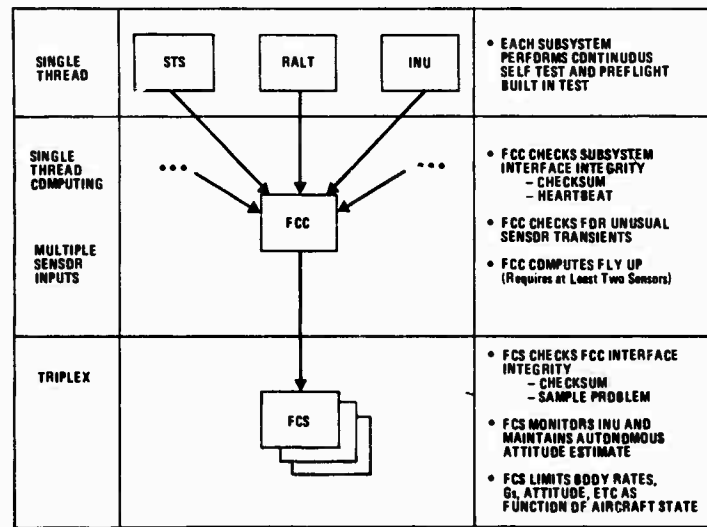 SINGLE
THREAD
STS
RALT
INU
• EACH SUBSYSTEM
PERFORMS CONTINUOUS
SELF TEST AND PREFLIGHT
BUILT IN TEST
SINGLE
THREAD
COMPUTING
MULTIPLE
SENSOR
INPUTS
•••
•••
FCC
• FCC CHECKS SUBSYSTEM
INTERFACE INTEGRITY
– CHECKSUM
– HEARTBEAT
• FCC CHECKS FOR UNUSUAL
SENSOR TRANSIENTS
• FCC COMPUTES FLY UP
(Requires at Least Two Sensors)
TRIPLEX
FCS
• FCS CHECKS FCC INTERFACE
INTEGRITY
– CHECKSUM
– SAMPLE PROBLEM
• FCS MONITORS INU AND
MAINTAINS AUTONOMOUS
ATTITUDE ESTIMATE
• FCS LIMITS BODY RATES,
Gs, ATTITUDE, ETC AS
FUNCTION OF AIRCRAFT STATE